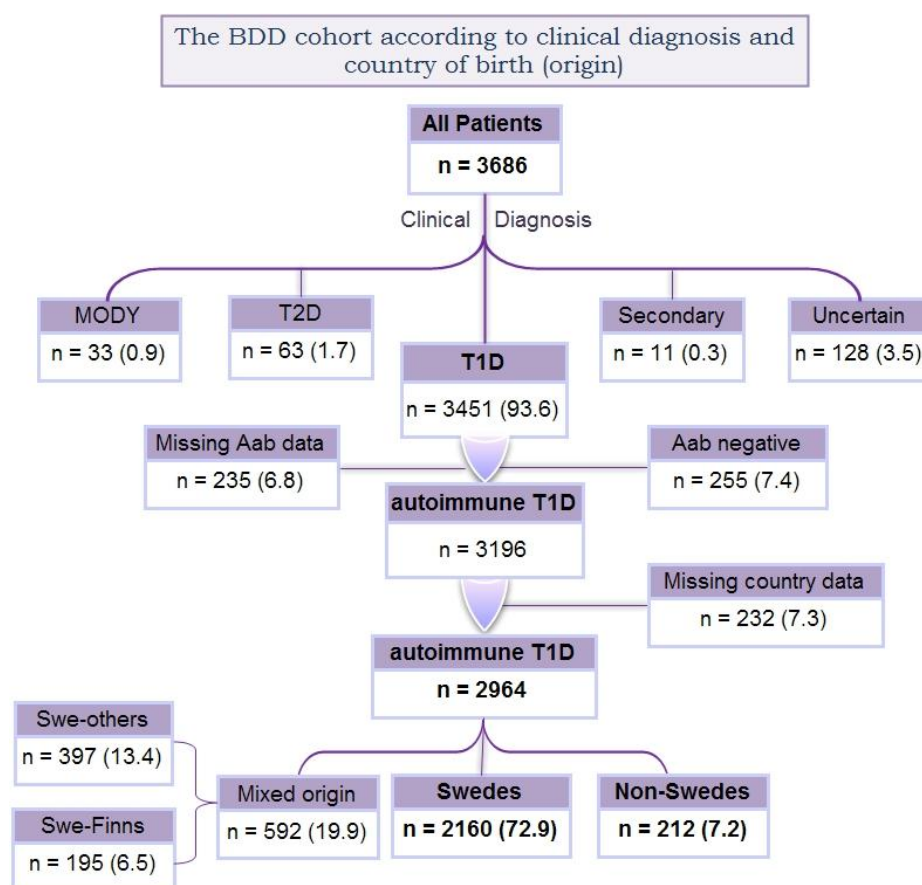 The BDD cohort according to clinical diagnosis and
country of birth (origin)
All Patients
n = 3686
Clinical Diagnosis
MODY
n = 33 (0.9)
T2D
n = 63 (1.7)
Secondary
n = 11 (0.3)
Uncertain
n = 128 (3.5)
T1D
n = 3451 (93.6)
Missing Aab data
n = 235 (6.8)
Aab negative
n = 255 (7.4)
autoimmune T1D
n = 3196
Missing country data
n = 232 (7.3)
autoimmune T1D
n = 2964
Swe-others
n = 397 (13.4)
Swe-Finns
n = 195 (6.5)
Mixed origin
n = 592 (19.9)
Swedes
n = 2160 (72.9)
Non-Swedes
n = 212 (7.2)